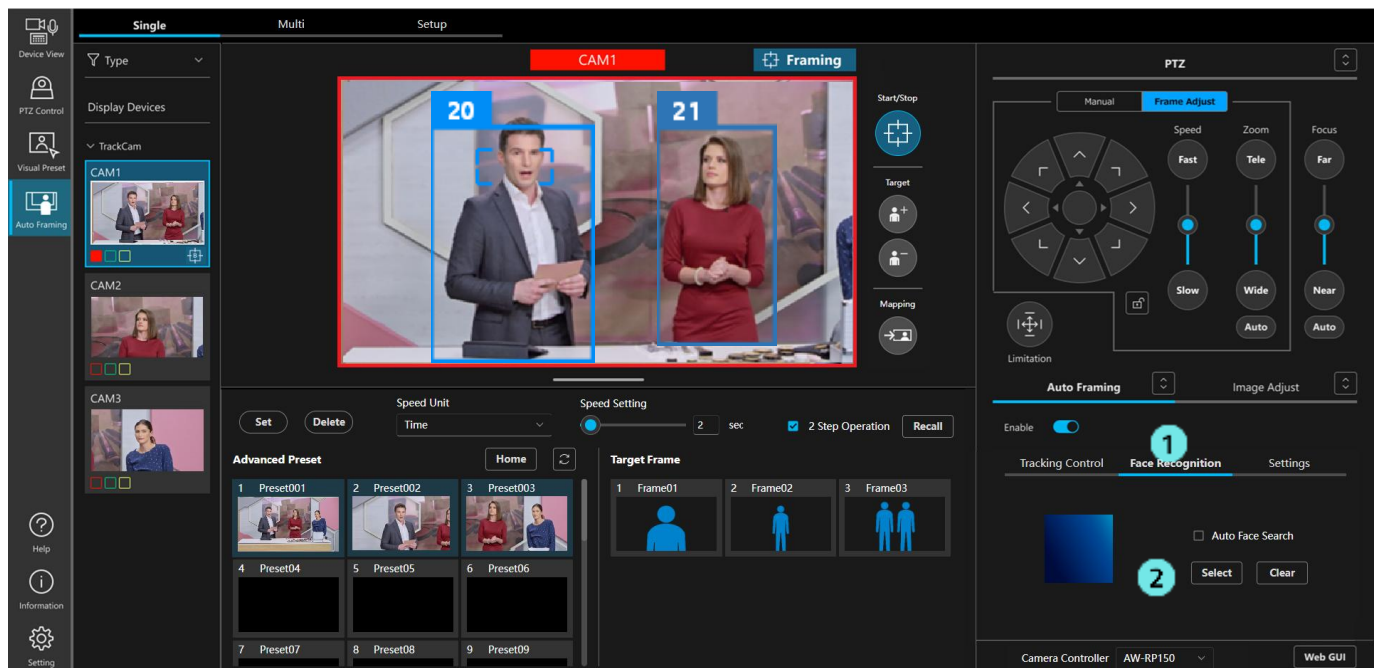 Single
Multi
Setup
Device View
PTZ Control
Visual Preset
Auto Framing
Help
Information
Setting
Type
Display Devices
TrackCam
CAM1
CAM2
CAM3
CAM1
Framing
20
21
Start/Stop
Target
Mapping
Set
Delete
Speed Unit
Time
Speed Setting
2 sec
2 Step Operation
Recall
Advanced Preset
Home
1 Preset001
2 Preset002
3 Preset003
4 Preset04
5 Preset05
6 Preset06
7 Preset07
8 Preset08
9 Preset09
Target Frame
1 Frame01
2 Frame02
3 Frame03
PTZ
Manual
Frame Adjust
Speed
Zoom
Focus
Fast
Tele
Far
Slow
Wide
Near
Auto
Auto
Limitation
Auto Framing
Image Adjust
Enable
1
Tracking Control
Face Recognition
Settings
Auto Face Search
2
Select
Clear
Camera Controller
AW-RP150
Web GUI